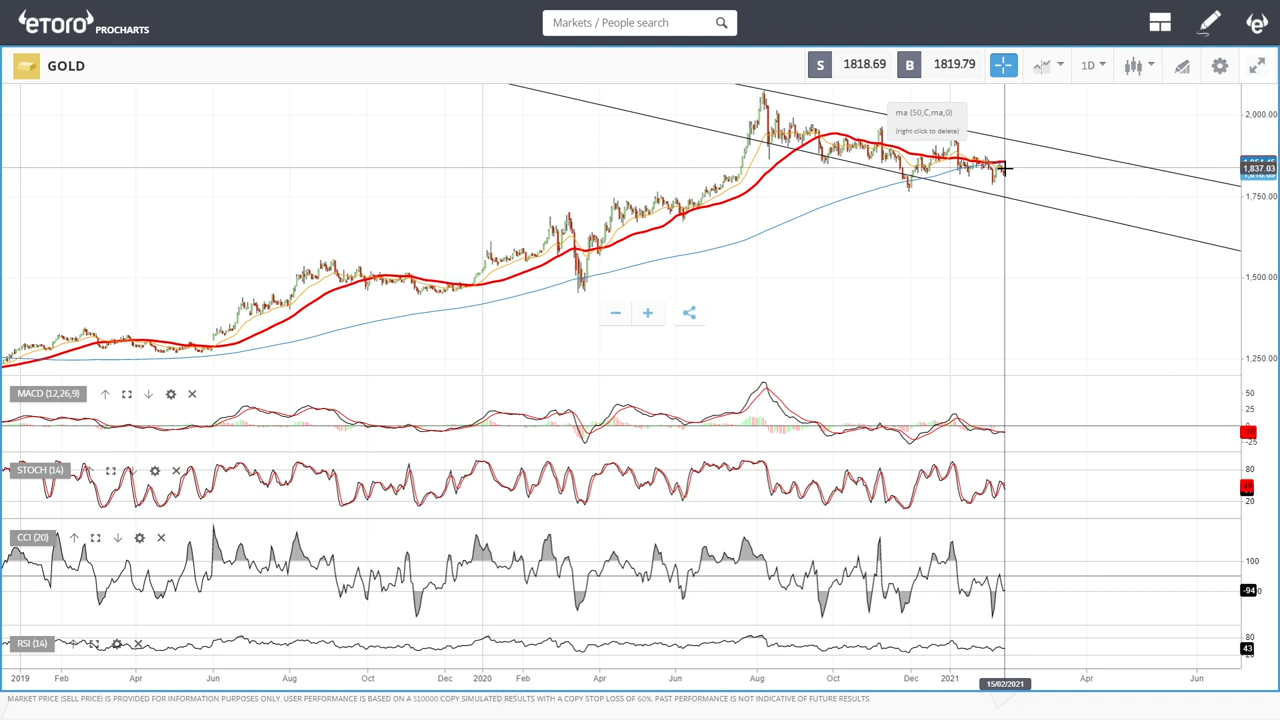 etoro PROCHARTS
Markets / People search
GOLD
S 1818.69 B 1819.79
1D
ma (50,C,ma,0)
(right click to delete)
2,000.00
1,837.03
1,750.00
1,500.00
1,250.00
MACD (12,26,9)
50
25
0
-25
STOCH (14)
80
20
CCI (20)
100
-94
RSI (14)
80
43
2019 Feb Apr Jun Aug Oct Dec 2020 Feb Apr Jun Aug Oct Dec 2021 15/02/2021 Apr Jun
MARKET PRICE (SELL PRICE) IS PROVIDED FOR INFORMATION PURPOSES ONLY. USER PERFORMANCE IS BASED ON A $10000 COPY SIMULATED RESULTS WITH A COPY STOP LOSS OF 60%. PAST PERFORMANCE IS NOT INDICATIVE OF FUTURE RESULTS.